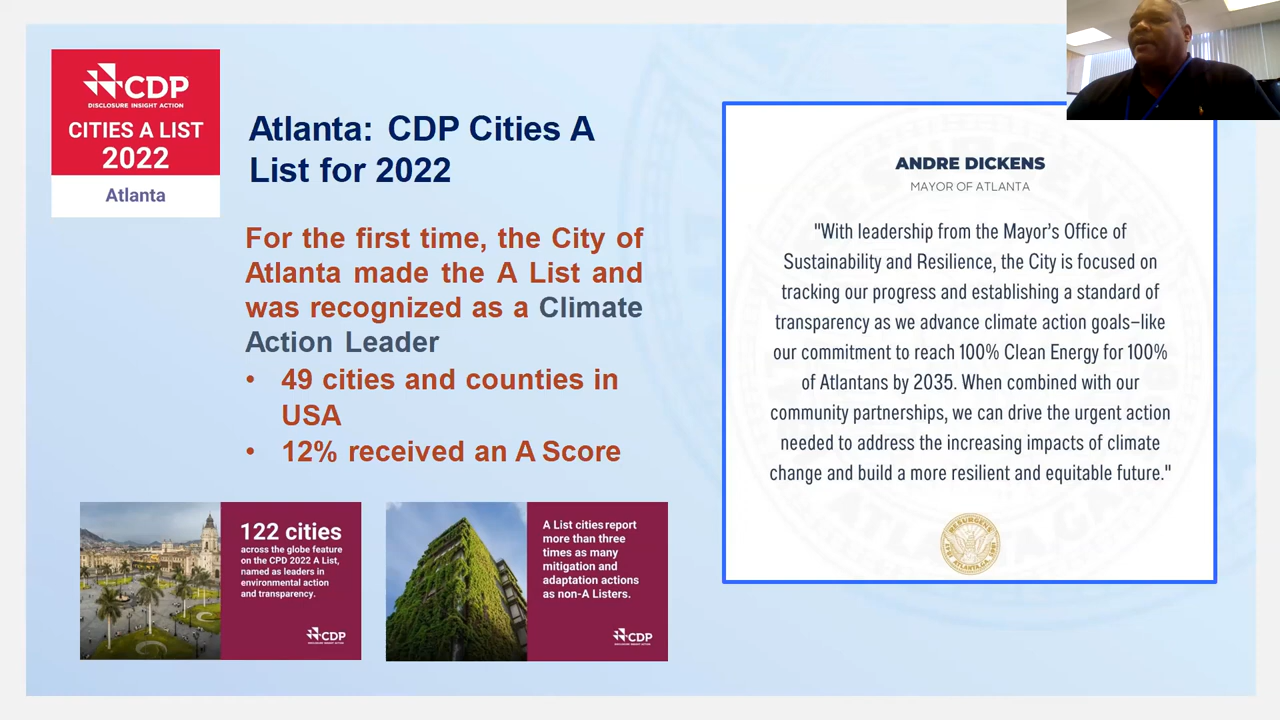 CDP
DISCLOSURE INSIGHT ACTION
CITIES A LIST
2022
Atlanta
Atlanta: CDP Cities A
List for 2022
For the first time, the City of
Atlanta made the A List and
was recognized as a Climate
Action Leader
• 49 cities and counties in
USA
• 12% received an A Score
122 cities
across the globe feature
on the CPD 2022 A List,
named as leaders in
environmental action
and transparency.
CDP
DISCLOSURE INSIGHT ACTION
A List cities report
more than three
times as many
mitigation and
adaptation actions
as non-A Listers.
CDP
DISCLOSURE INSIGHT ACTION
ANDRE DICKENS
MAYOR OF ATLANTA
"With leadership from the Mayor's Office of
Sustainability and Resilience, the City is focused on
tracking our progress and establishing a standard of
transparency as we advance climate action goals—like
our commitment to reach 100% Clean Energy for 100%
of Atlantans by 2035. When combined with our
community partnerships, we can drive the urgent action
needed to address the increasing impacts of climate
change and build a more resilient and equitable future."
RESURGENS
ATLANTA, GA.